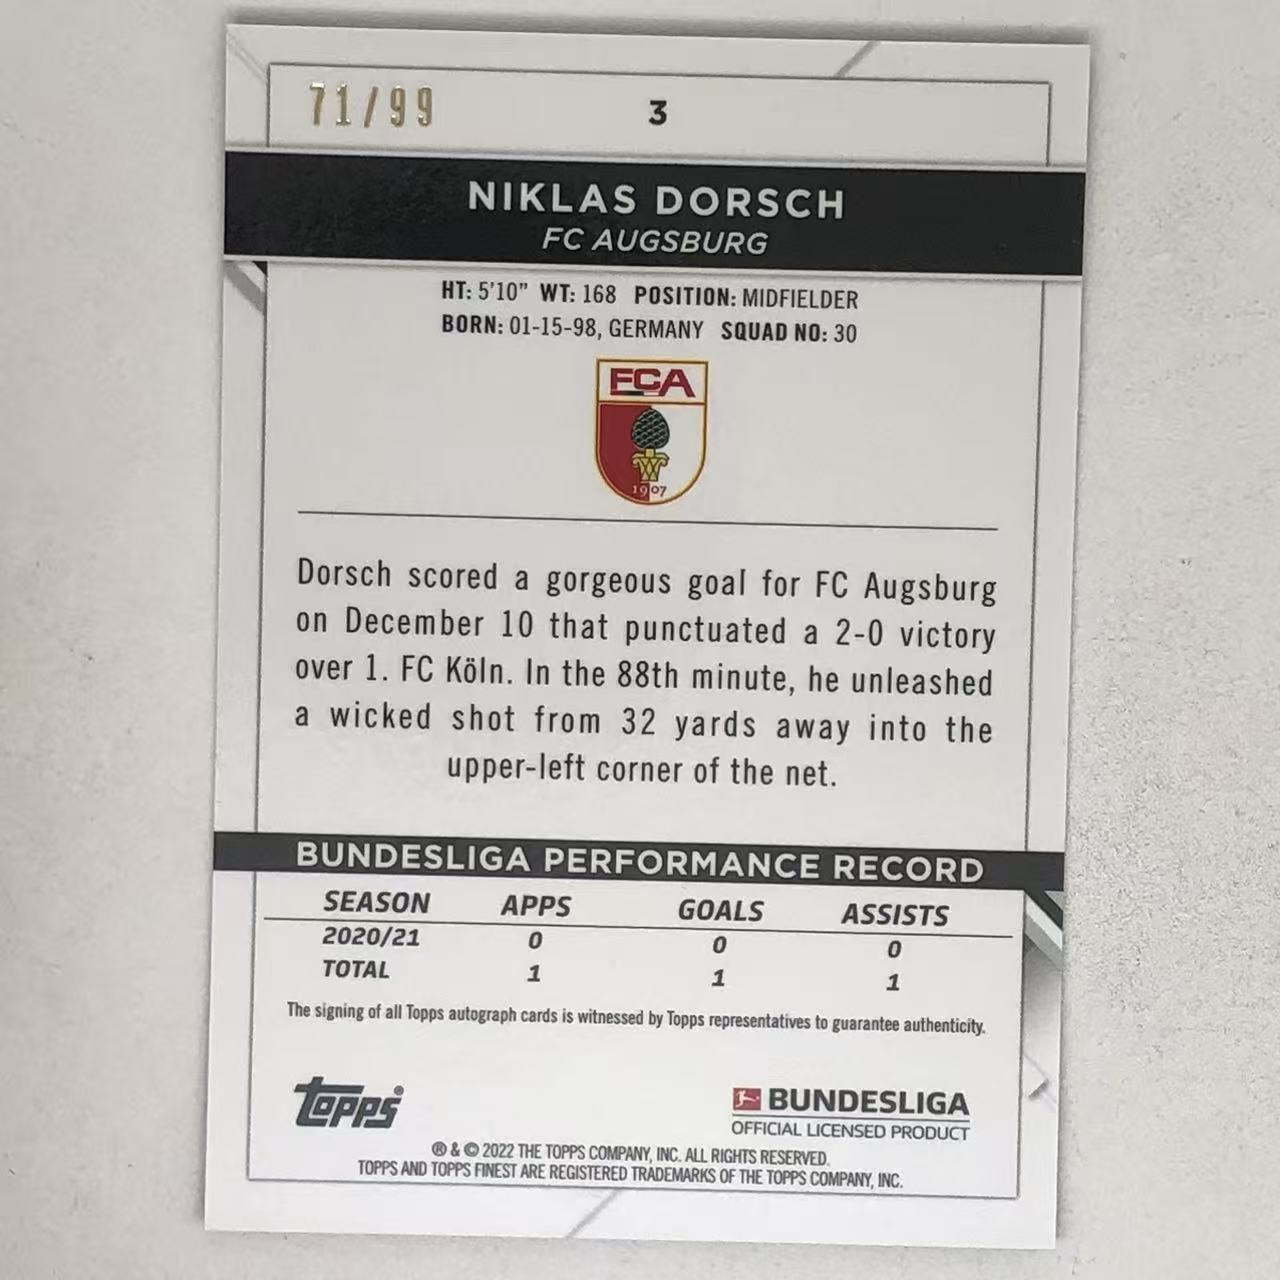 71/99
3
NIKLAS DORSCH
FC AUGSBURG
HT: 5'10" WT: 168 POSITION: MIDFIELDER
BORN: 01-15-98, GERMANY SQUAD NO: 30
FCA
1907
Dorsch scored a gorgeous goal for FC Augsburg
on December 10 that punctuated a 2-0 victory
over 1. FC Köln. In the 88th minute, he unleashed
a wicked shot from 32 yards away into the
upper-left corner of the net.
BUNDESLIGA PERFORMANCE RECORD
SEASON APPS GOALS ASSISTS
2020/21 0 0 0
TOTAL 1 1 1
The signing of all Topps autograph cards is witnessed by Topps representatives to guarantee authenticity.
topps®
BUNDESLIGA
OFFICIAL LICENSED PRODUCT
® & © 2022 THE TOPPS COMPANY, INC. ALL RIGHTS RESERVED.
TOPPS AND TOPPS FINEST ARE REGISTERED TRADEMARKS OF THE TOPPS COMPANY, INC.